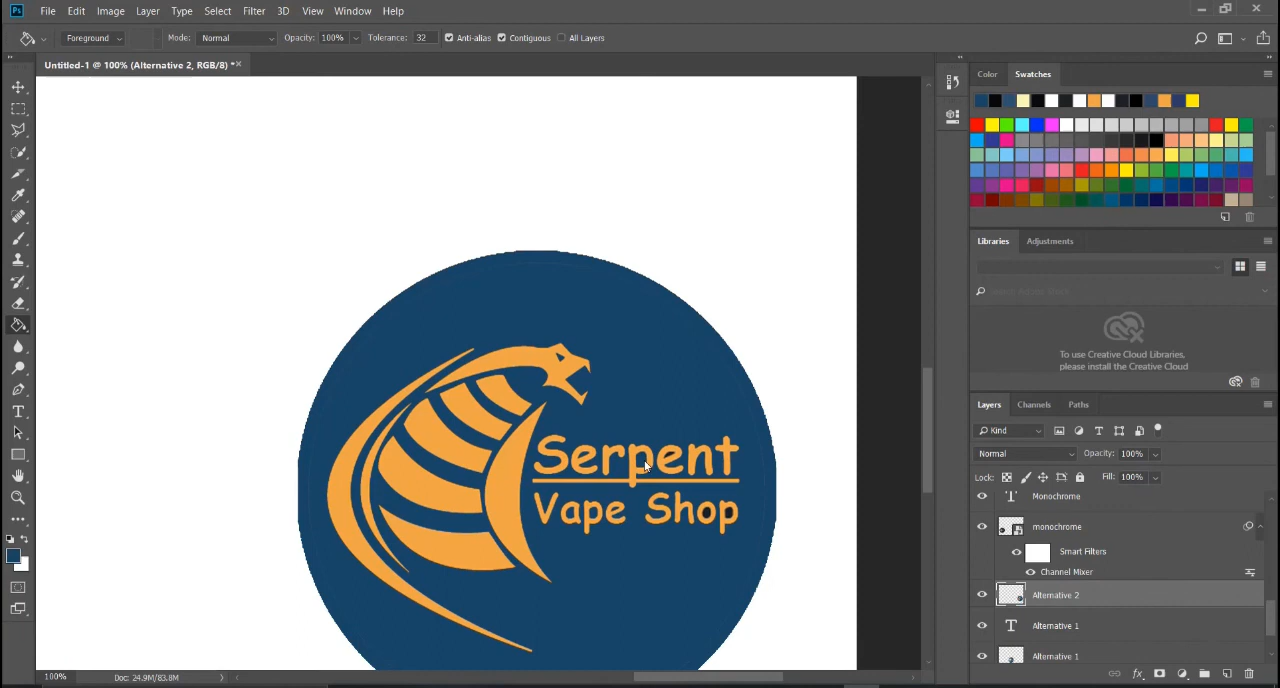 Ps File Edit Image Layer Type Select Filter 3D View Window Help
Foreground Mode: Normal Opacity: 100% Tolerance: 32 Anti-alias Contiguous All Layers
Untitled-1 @ 100% (Alternative 2, RGB/8) *
Color Swatches
Libraries Adjustments
To use Creative Cloud Libraries,
please install the Creative Cloud
Serpent
Vape Shop
Layers Channels Paths
Kind
Normal Opacity: 100%
Lock: Fill: 100%
T Monochrome
monochrome
Smart Filters
Channel Mixer
Alternative 2
T Alternative 1
Alternative 1
100% Doc: 24.9M/83.8M